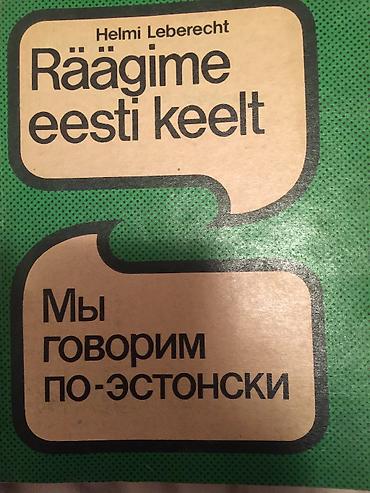 Helmi Leberecht
Räägime
eesti keelt
Мы
говорим
по-эстонски